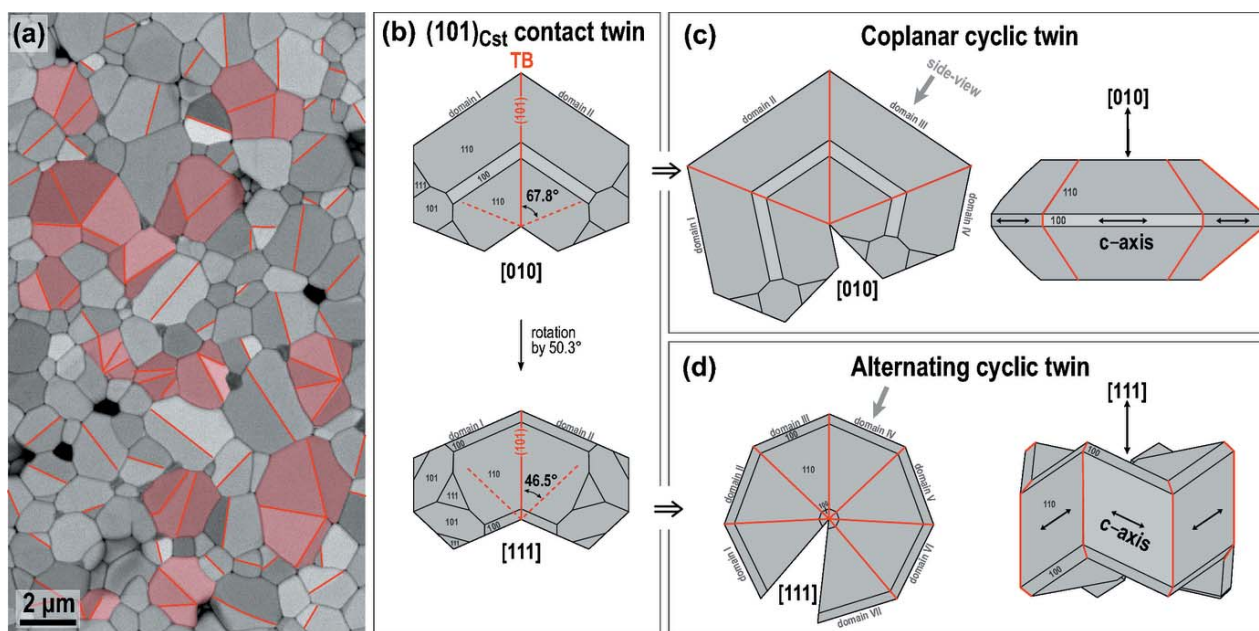 (a)
2 µm
(b) (101)Cst contact twin
TB
domain I
domain II
(101)
110
100
111
101
110
67.8°
[010]
rotation
by 50.3°
domain I
domain II
(101)
100
110
101
111
46.5°
101
111
100
[111]
⇒
⇒
(c) Coplanar cyclic twin
side-view
domain II
domain III
domain I
domain IV
[010]
[010]
110
100
c–axis
(d) Alternating cyclic twin
domain III
domain IV
100
domain II
110
domain V
domain I
domain VI
[111]
domain VII
[111]
100
110
c–axis
100